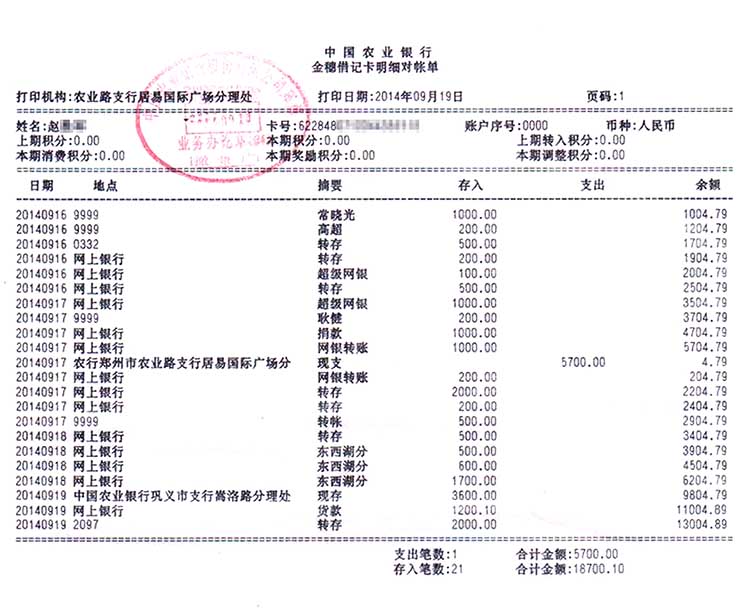 中国农业银行
金穗借记卡明细对帐单
打印机构:农业路支行居易国际广场分理处 打印日期:2014年09月19日 页码:1
姓名:赵 卡号:622848 账户序号:0000 币种:人民币
上期积分:0.00 本期积分:0.00 上期转入积分:0.00
本期消费积分:0.00 本期奖励积分:0.00 本期调整积分:0.00
日期 地点 摘要 存入 支出 余额
20140916 9999 常晓光 1000.00 1004.79
20140916 9999 高超 200.00 1204.79
20140916 0332 转存 500.00 1704.79
20140916 网上银行 转存 200.00 1904.79
20140916 网上银行 超级网银 100.00 2004.79
20140916 网上银行 转存 500.00 2504.79
20140917 网上银行 超级网银 1000.00 3504.79
20140917 9999 耿健 200.00 3704.79
20140917 网上银行 捐款 1000.00 4704.79
20140917 网上银行 网银转账 1000.00 5704.79
20140917 农行郑州市农业路支行居易国际广场分 现支 5700.00 4.79
20140917 网上银行 网银转账 200.00 204.79
20140917 网上银行 转存 2000.00 2204.79
20140917 网上银行 转存 200.00 2404.79
20140917 9999 转帐 500.00 2904.79
20140918 网上银行 转存 500.00 3404.79
20140918 网上银行 东西湖分 500.00 3904.79
20140918 网上银行 东西湖分 600.00 4504.79
20140918 网上银行 东西湖分 1700.00 6204.79
20140919 中国农业银行巩义市支行嵩洛路分理处 现存 3600.00 9804.79
20140919 网上银行 货款 1200.10 11004.89
20140919 2097 转存 2000.00 13004.89
支出笔数:1 合计金额:5700.00
存入笔数:21 合计金额:18700.10